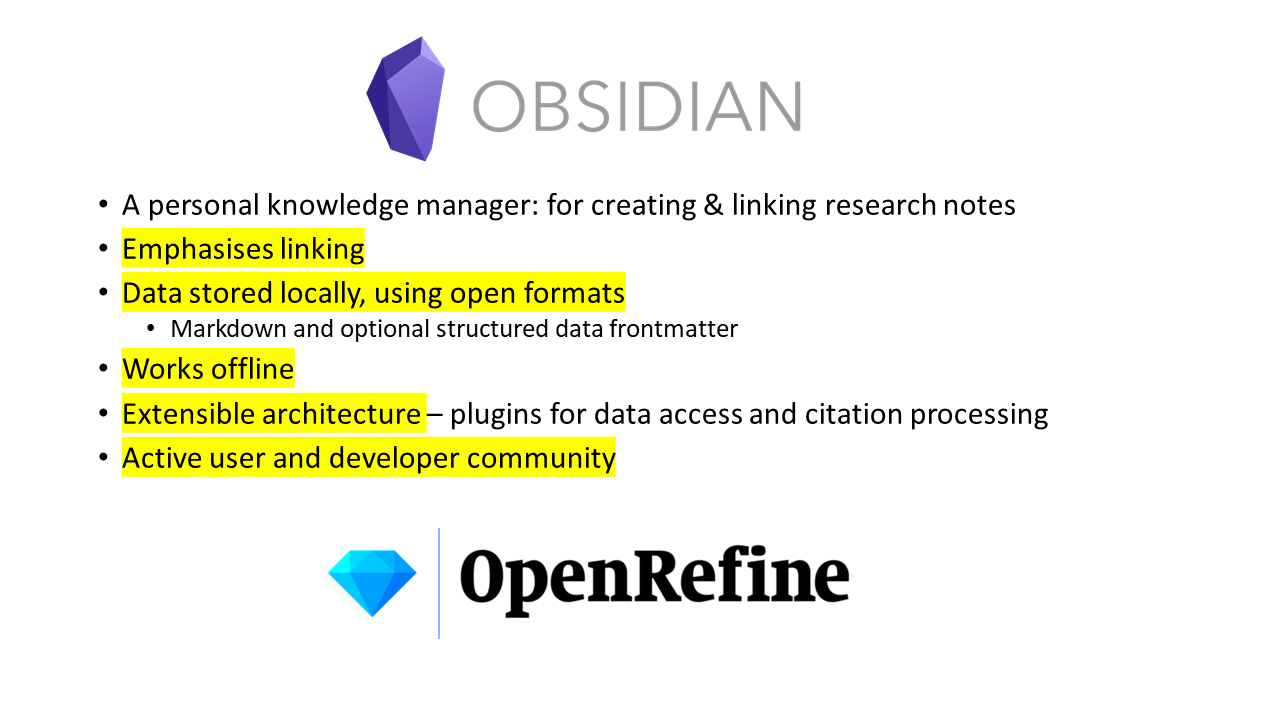 OBSIDIAN
• A personal knowledge manager: for creating & linking research notes
• Emphasises linking
• Data stored locally, using open formats
• Markdown and optional structured data frontmatter
• Works offline
• Extensible architecture – plugins for data access and citation processing
• Active user and developer community
OpenRefine